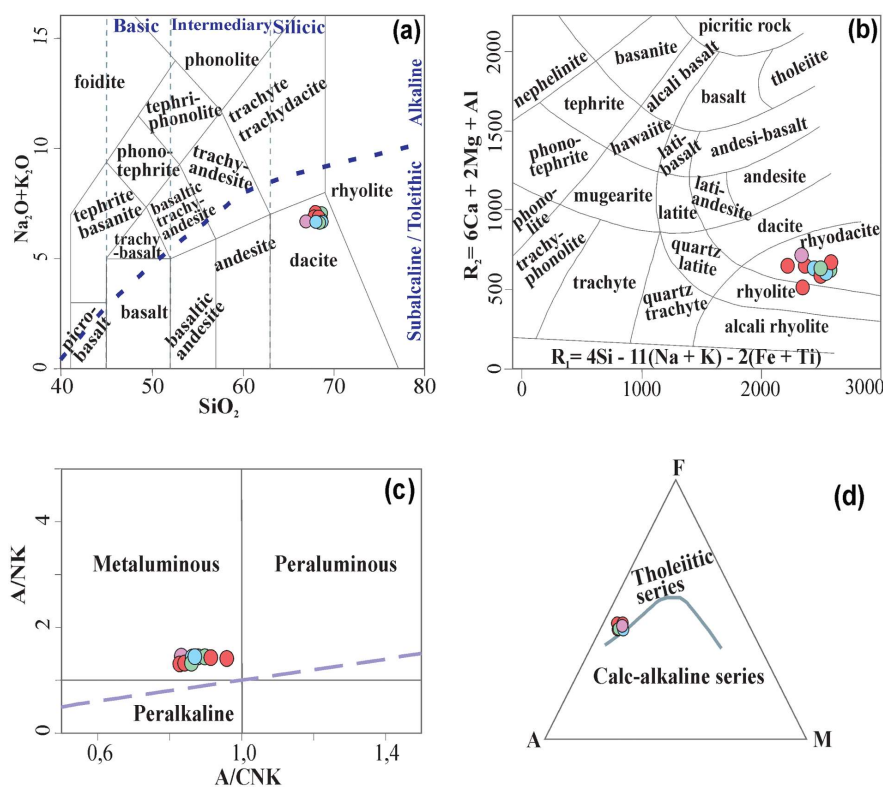 Basic
Intermediary
Silicic
(a)
15
10
5
0
Na₂O+K₂O
40
50
60
70
80
SiO₂
foidite
phonolite
tephri-
phonolite
trachyte
trachydacite
phono-
tephrite
trachy-
andesite
tephrite
basanite
basaltic
trachy-
andesite
trachy
-basalt
rhyolite
andesite
dacite
picro-
basalt
basalt
basaltic
andesite
Alkaline
Subalcaline / Toleithic
(b)
2000
1500
1000
500
0
R₂= 6Ca + 2Mg + Al
picritic rock
nephelinite
basanite
alcali basalt
tholeiite
basalt
tephrite
hawaiite
lati-
basalt
andesi-basalt
phono-
tephrite
mugearite
lati-
andesite
andesite
phono-
lite
latite
dacite
trachy-
phonolite
quartz
latite
rhyodacite
trachyte
quartz
trachyte
rhyolite
alcali rhyolite
R₁= 4Si - 11(Na + K) - 2(Fe + Ti)
0
1000
2000
3000
(c)
4
2
0
A/NK
Metaluminous
Peraluminous
Peralkaline
0,6
1,0
1,4
A/CNK
(d)
F
Tholeiitic
series
Calc-alkaline series
A
M